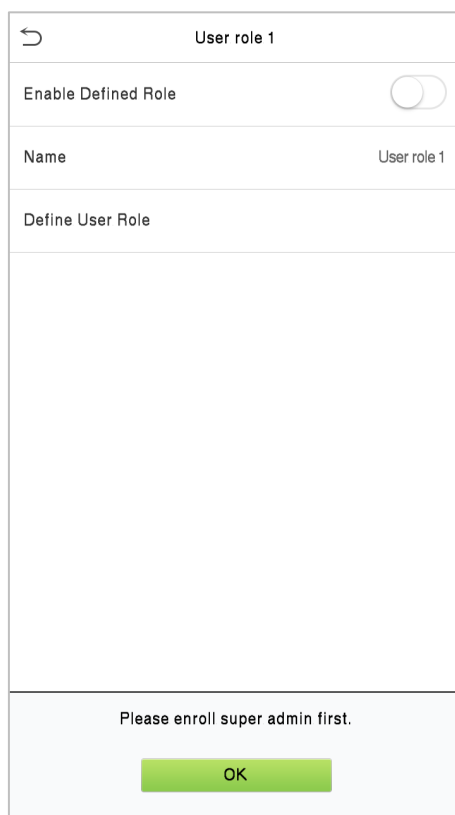 User role 1
Enable Defined Role
Name User role 1
Define User Role
Please enroll super admin first.
OK